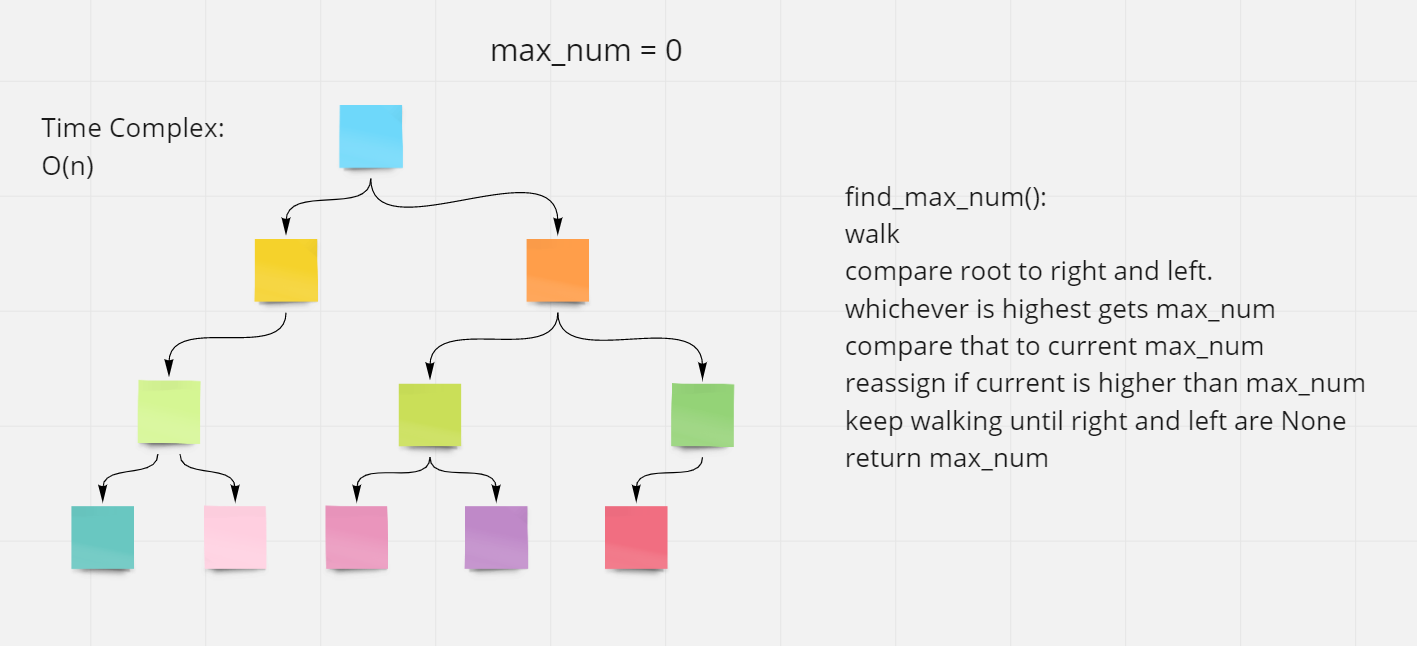 max_num = 0
Time Complex:
O(n)
find_max_num():
walk
compare root to right and left.
whichever is highest gets max_num
compare that to current max_num
reassign if current is higher than max_num
keep walking until right and left are None
return max_num